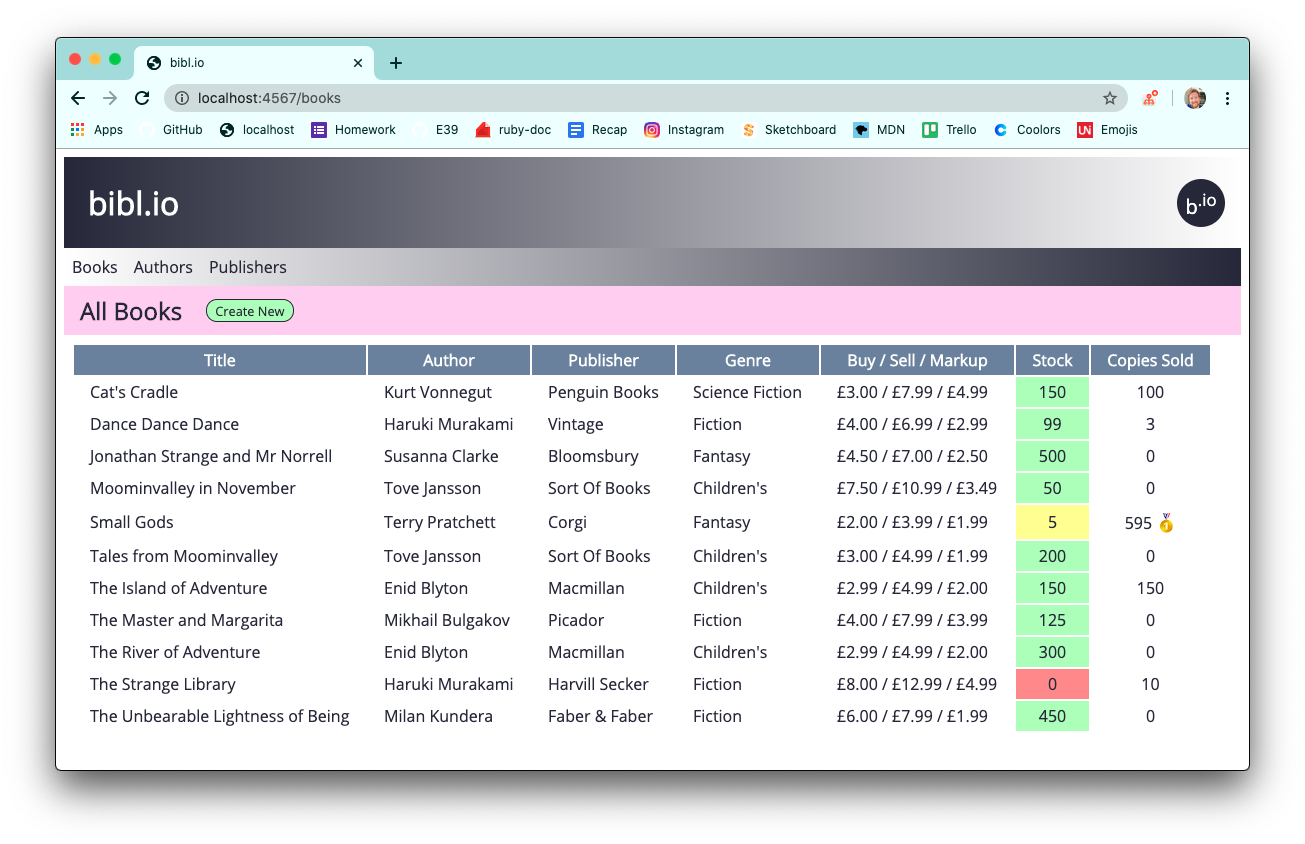 bibl.io
localhost:4567/books
Apps GitHub localhost Homework E39 ruby-doc Recap Instagram Sketchboard MDN Trello Coolors Emojis
bibl.io b.io
Books Authors Publishers
All Books Create New
Title Author Publisher Genre Buy / Sell / Markup Stock Copies Sold
Cat's Cradle Kurt Vonnegut Penguin Books Science Fiction £3.00 / £7.99 / £4.99 150 100
Dance Dance Dance Haruki Murakami Vintage Fiction £4.00 / £6.99 / £2.99 99 3
Jonathan Strange and Mr Norrell Susanna Clarke Bloomsbury Fantasy £4.50 / £7.00 / £2.50 500 0
Moominvalley in November Tove Jansson Sort Of Books Children's £7.50 / £10.99 / £3.49 50 0
Small Gods Terry Pratchett Corgi Fantasy £2.00 / £3.99 / £1.99 5 595 🏅
Tales from Moominvalley Tove Jansson Sort Of Books Children's £3.00 / £4.99 / £1.99 200 0
The Island of Adventure Enid Blyton Macmillan Children's £2.99 / £4.99 / £2.00 150 150
The Master and Margarita Mikhail Bulgakov Picador Fiction £4.00 / £7.99 / £3.99 125 0
The River of Adventure Enid Blyton Macmillan Children's £2.99 / £4.99 / £2.00 300 0
The Strange Library Haruki Murakami Harvill Secker Fiction £8.00 / £12.99 / £4.99 0 10
The Unbearable Lightness of Being Milan Kundera Faber & Faber Fiction £6.00 / £7.99 / £1.99 450 0